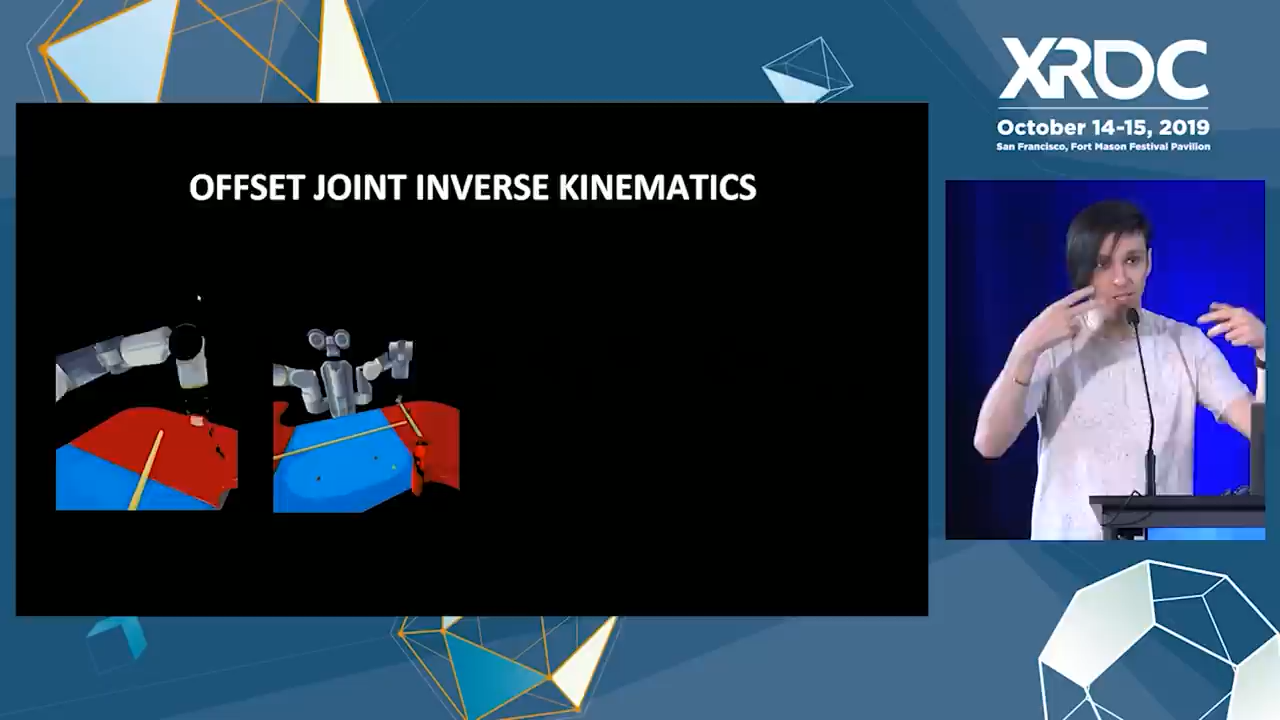 XRDC
October 14-15, 2019
San Francisco, Fort Mason Festival Pavilion
OFFSET JOINT INVERSE KINEMATICS